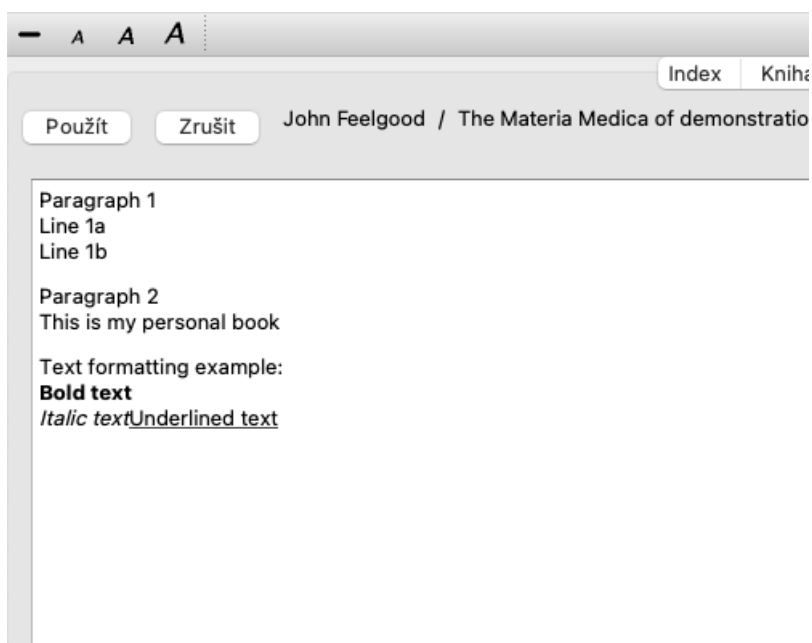 A A A
Index Kniha
Použít Zrušit John Feelgood / The Materia Medica of demonstratio
Paragraph 1
Line 1a
Line 1b
Paragraph 2
This is my personal book
Text formatting example:
Bold text
Italic textUnderlined text